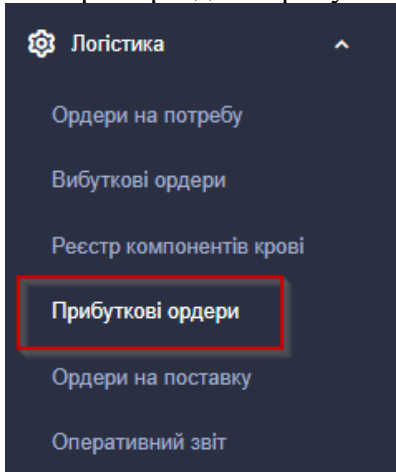 Логістика
Ордери на потребу
Вибуткові ордери
Реєстр компонентів крові
Прибуткові ордери
Ордери на поставку
Оперативний звіт